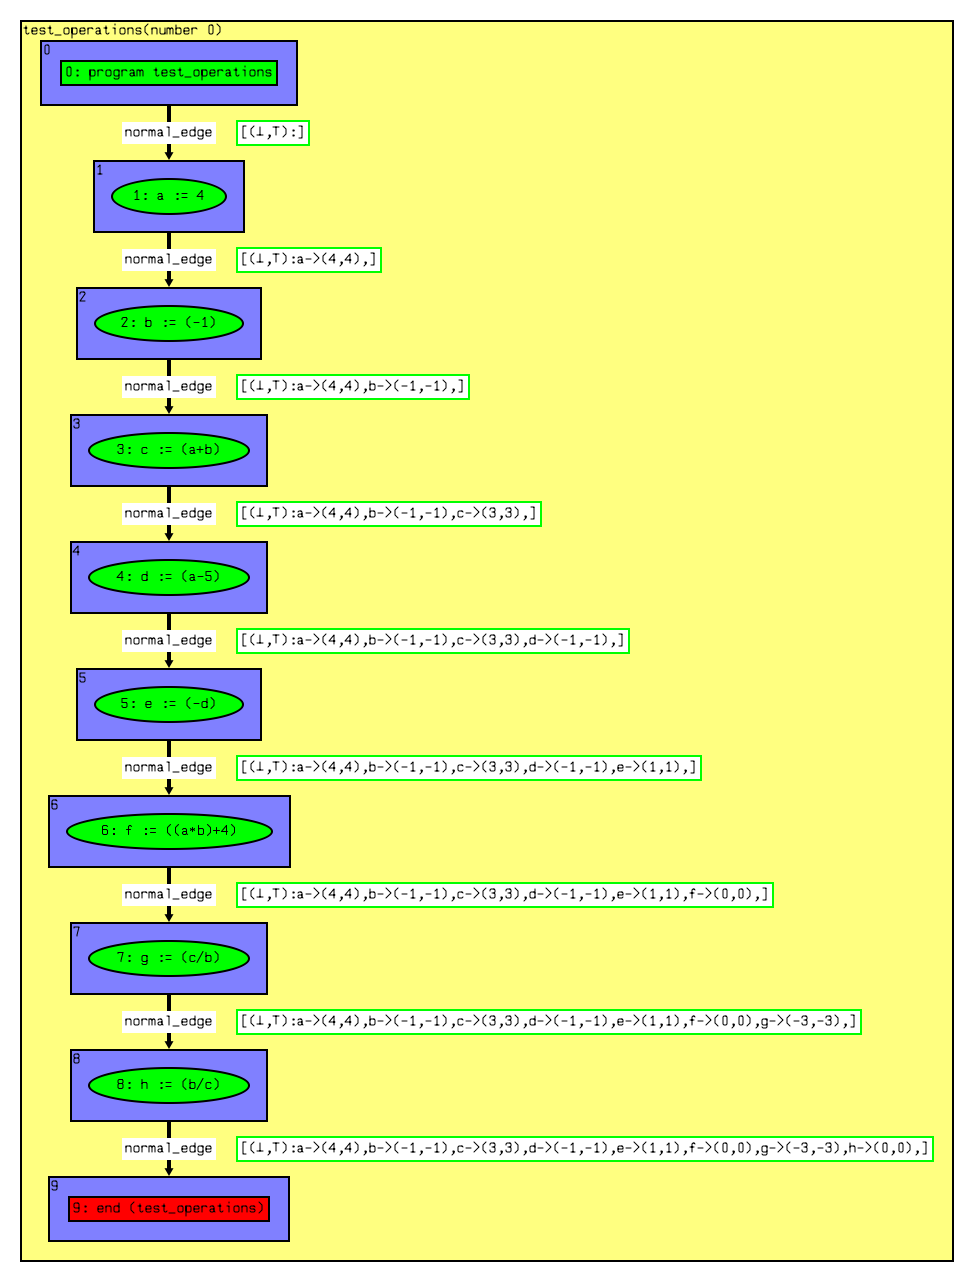 test_operations(number 0)
0
0: program test_operations
normal_edge [(⊥,⊤):]
1
1: a := 4
normal_edge [(⊥,⊤):a->(4,4),]
2
2: b := (-1)
normal_edge [(⊥,⊤):a->(4,4),b->(-1,-1),]
3
3: c := (a+b)
normal_edge [(⊥,⊤):a->(4,4),b->(-1,-1),c->(3,3),]
4
4: d := (a-5)
normal_edge [(⊥,⊤):a->(4,4),b->(-1,-1),c->(3,3),d->(-1,-1),]
5
5: e := (-d)
normal_edge [(⊥,⊤):a->(4,4),b->(-1,-1),c->(3,3),d->(-1,-1),e->(1,1),]
6
6: f := ((a*b)+4)
normal_edge [(⊥,⊤):a->(4,4),b->(-1,-1),c->(3,3),d->(-1,-1),e->(1,1),f->(0,0),]
7
7: g := (c/b)
normal_edge [(⊥,⊤):a->(4,4),b->(-1,-1),c->(3,3),d->(-1,-1),e->(1,1),f->(0,0),g->(-3,-3),]
8
8: h := (b/c)
normal_edge [(⊥,⊤):a->(4,4),b->(-1,-1),c->(3,3),d->(-1,-1),e->(1,1),f->(0,0),g->(-3,-3),h->(0,0),]
9
9: end (test_operations)